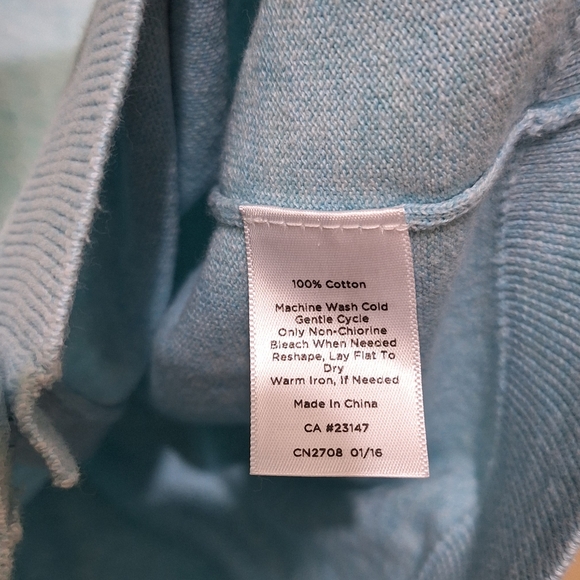 100% Cotton
Machine Wash Cold
Gentle Cycle
Only Non-Chlorine
Bleach When Needed
Reshape, Lay Flat To
Dry
Warm Iron, If Needed
Made In China
CA #23147
CN2708 01/16